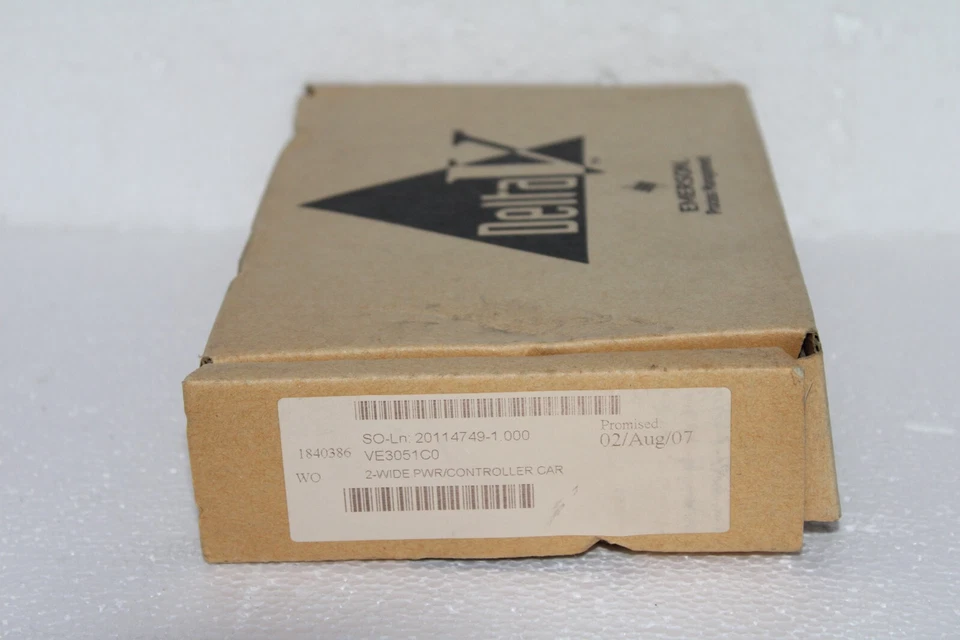 DeltaV
EMERSON
Process Management
SO-Ln: 20114749-1.000
Promised:
02/Aug/07
1840386
VE3051C0
WO
2-WIDE PWR/CONTROLLER CAR